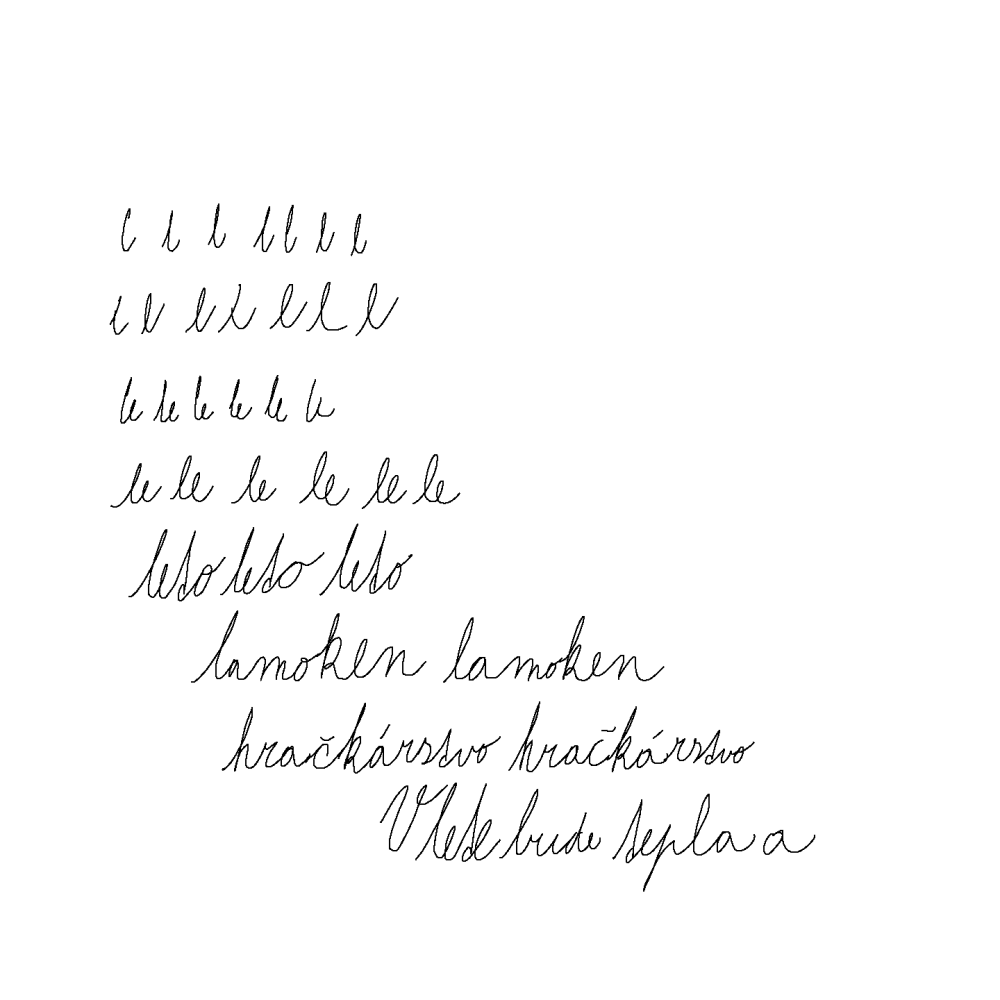 l l l l l l l
l l l l l l l
le le le le le le
le le le le le le
leto leto leto
lamoken lamoken
hračkárstvo hračkárstvo
V lete bude tepla a